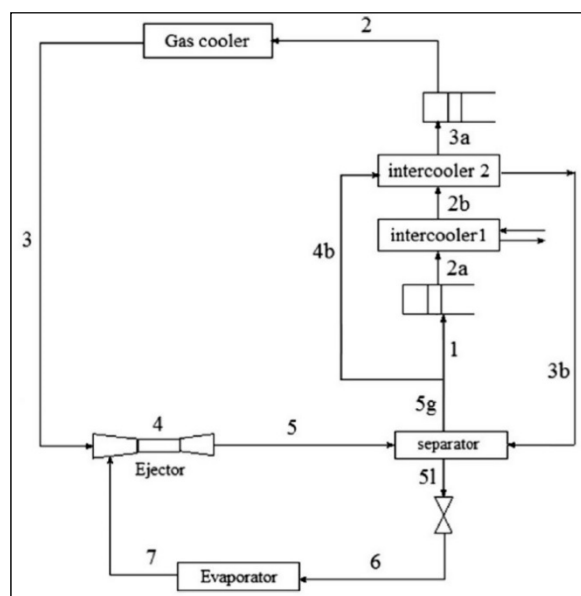 2
Gas cooler
3a
intercooler 2
2b
3
4b
intercooler1
2a
1
3b
5g
4
5
separator
Ejector
5l
7
6
Evaporator